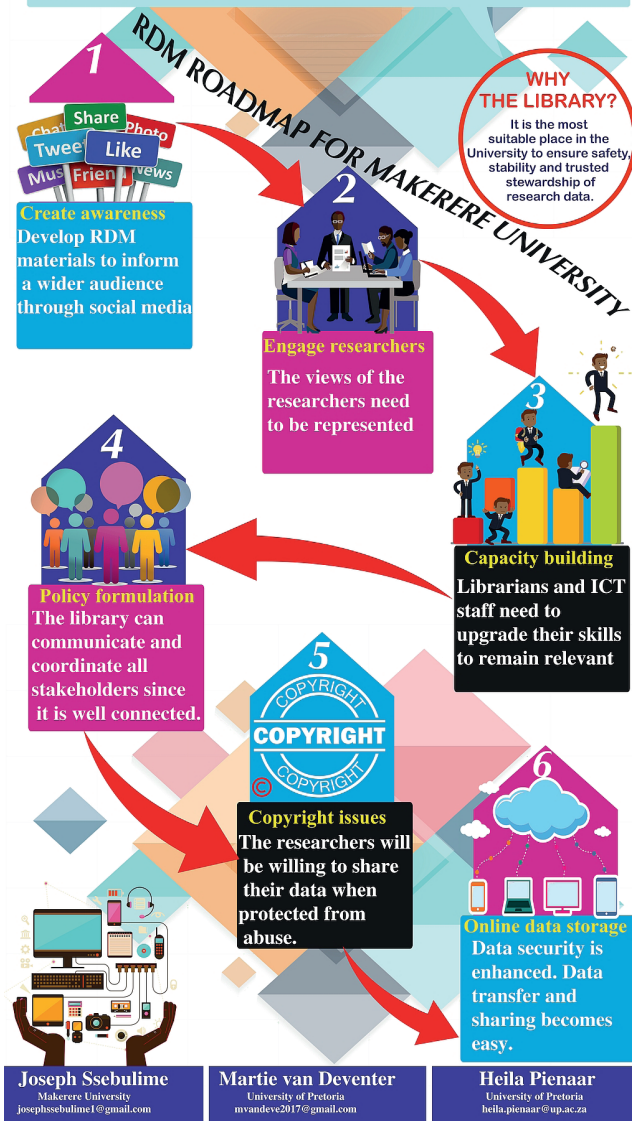 RDM ROADMAP FOR MAKERERE UNIVERSITY
WHY
THE LIBRARY?
It is the most
suitable place in the
University to ensure safety,
stability and trusted
stewardship of
research data.
1
Share
Chat
Photo
Tweet
Like
Mus
Friend
News
Create awareness
Develop RDM
materials to inform
a wider audience
through social media
2
Engage researchers
The views of the
researchers need
to be represented
3
Capacity building
Librarians and ICT
staff need to
upgrade their skills
to remain relevant
4
Policy formulation
The library can
communicate and
coordinate all
stakeholders since
it is well connected.
5
COPYRIGHT
COPYRIGHT
COPYRIGHT
©
Copyright issues
The researchers will
be willing to share
their data when
protected from
abuse.
6
Online data storage
Data security is
enhanced. Data
transfer and
sharing becomes
easy.
Joseph Ssebulime
Makerere University
josephssebulime1@gmail.com
Martie van Deventer
University of Pretoria
mvandeve2017@gmail.com
Heila Pienaar
University of Pretoria
heila.pienaar@up.ac.za